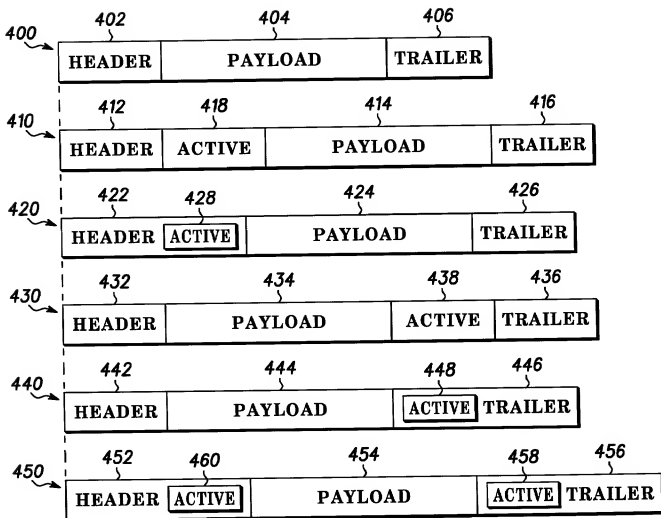 402 404 406
400
HEADER PAYLOAD TRAILER
412 418 414 416
410
HEADER ACTIVE PAYLOAD TRAILER
422 428 424 426
420
HEADER ACTIVE PAYLOAD TRAILER
432 434 438 436
430
HEADER PAYLOAD ACTIVE TRAILER
442 444 448 446
440
HEADER PAYLOAD ACTIVE TRAILER
452 460 454 458 456
450
HEADER ACTIVE PAYLOAD ACTIVE TRAILER